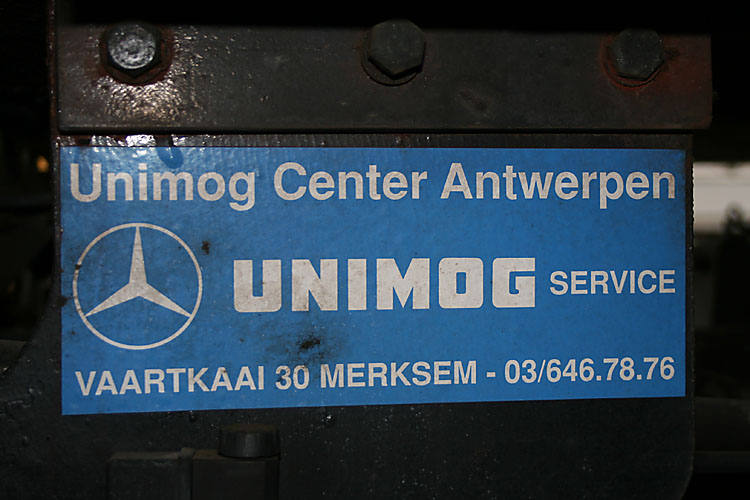 Unimog Center Antwerpen
UNIMOG SERVICE
VAARTKAAI 30 MERKSEM - 03/646.78.76